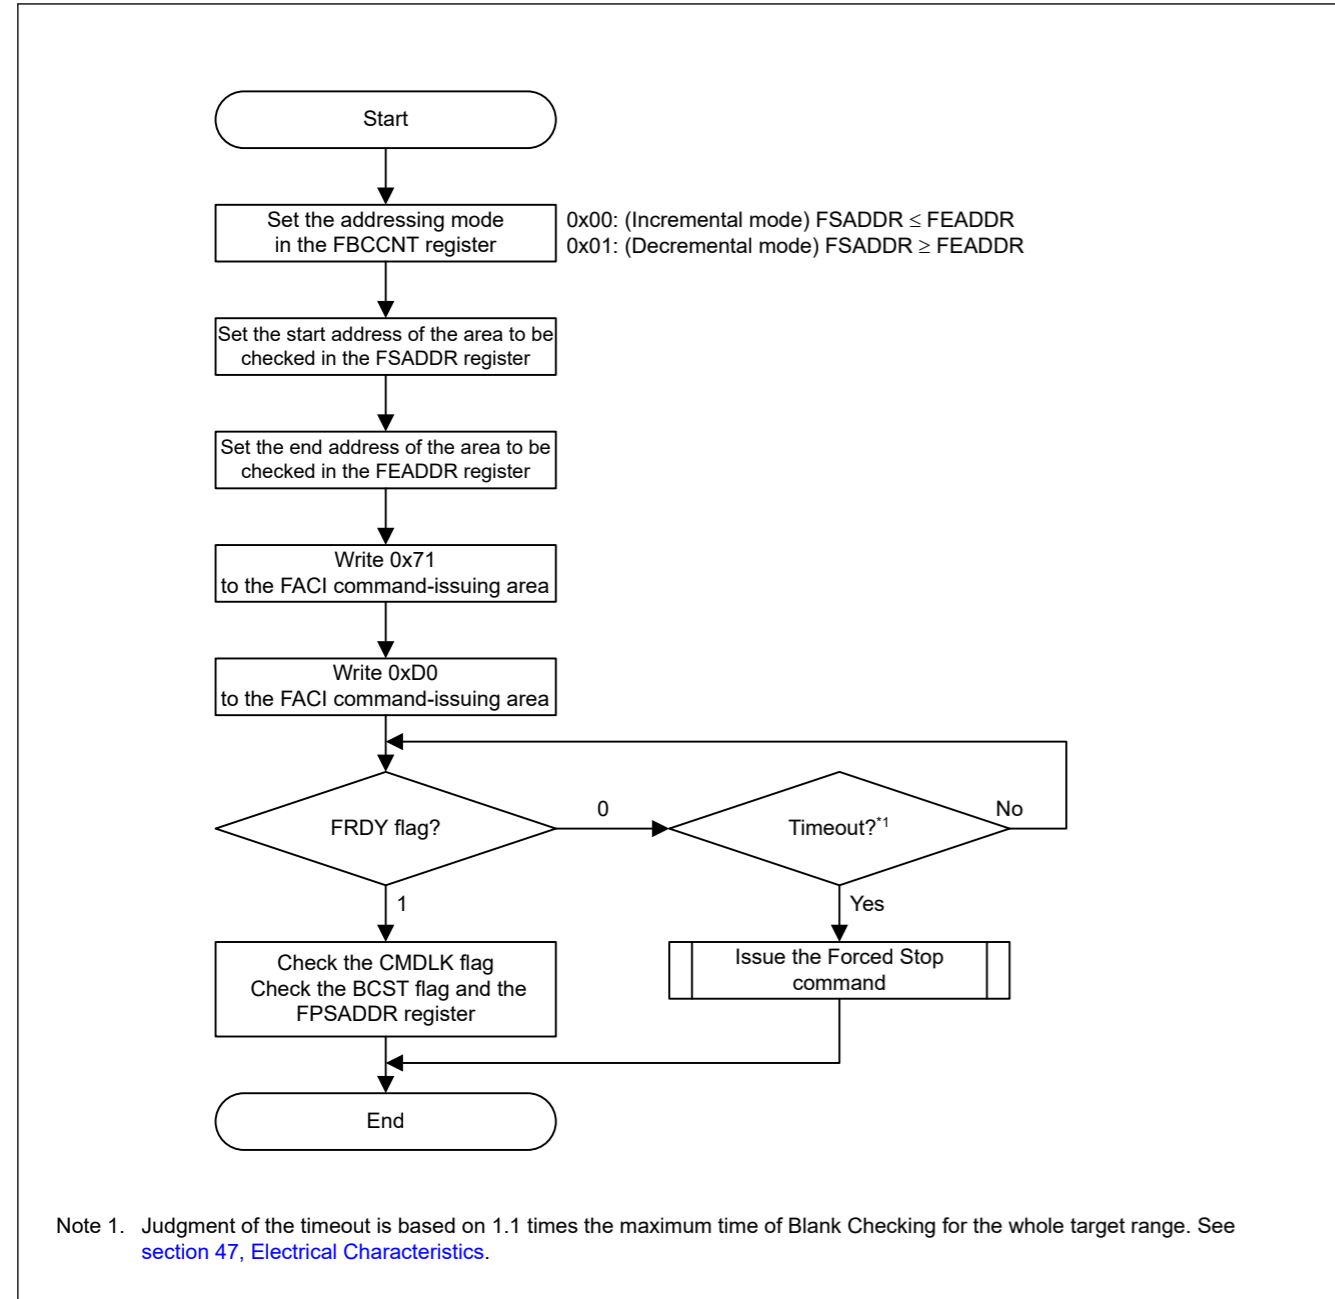 Start
Set the addressing mode
in the FBCCNT register
0x00: (Incremental mode) FSADDR ≤ FEADDR
0x01: (Decremental mode) FSADDR ≥ FEADDR
Set the start address of the area to be
checked in the FSADDR register
Set the end address of the area to be
checked in the FEADDR register
Write 0x71
to the FACI command-issuing area
Write 0xD0
to the FACI command-issuing area
FRDY flag?
0
Timeout?*1
No
1
Yes
Check the CMDLK flag
Check the BCST flag and the
FPSADDR register
Issue the Forced Stop
command
End
Note 1. Judgment of the timeout is based on 1.1 times the maximum time of Blank Checking for the whole target range. See
section 47, Electrical Characteristics.